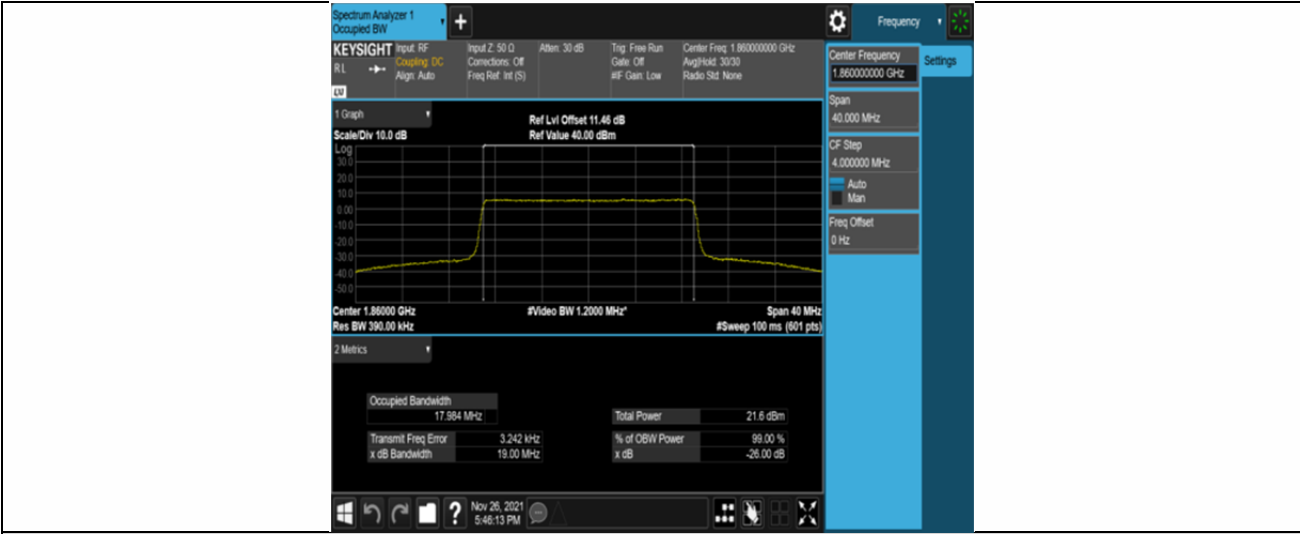 Spectrum Analyzer 1
Occupied BW
+
Frequency
KEYSIGHT
R L
Input: RF
Coupling: DC
Align: Auto
Input Z: 50 Ω
Corrections: Off
Freq Ref: Int (S)
Atten: 30 dB
Trig: Free Run
Gate: Off
#IF Gain: Low
Center Freq: 1.860000000 GHz
Avg|Hold: 30/30
Radio Std: None
Center Frequency
1.860000000 GHz
Settings
Span
40.000 MHz
CF Step
4.000000 MHz
Auto
Man
Freq Offset
0 Hz
1 Graph
Scale/Div 10.0 dB
Ref Lvl Offset 11.46 dB
Ref Value 40.00 dBm
Log
30.0
20.0
10.0
0.00
-10.0
-20.0
-30.0
-40.0
-50.0
Center 1.86000 GHz
Res BW 390.00 kHz
#Video BW 1.2000 MHz*
Span 40 MHz
#Sweep 100 ms (601 pts)
2 Metrics
Occupied Bandwidth
17.984 MHz
Total Power 21.6 dBm
Transmit Freq Error 3.242 kHz
% of OBW Power 99.00 %
x dB Bandwidth 19.00 MHz
x dB -26.00 dB
?
Nov 26, 2021
5:46:13 PM